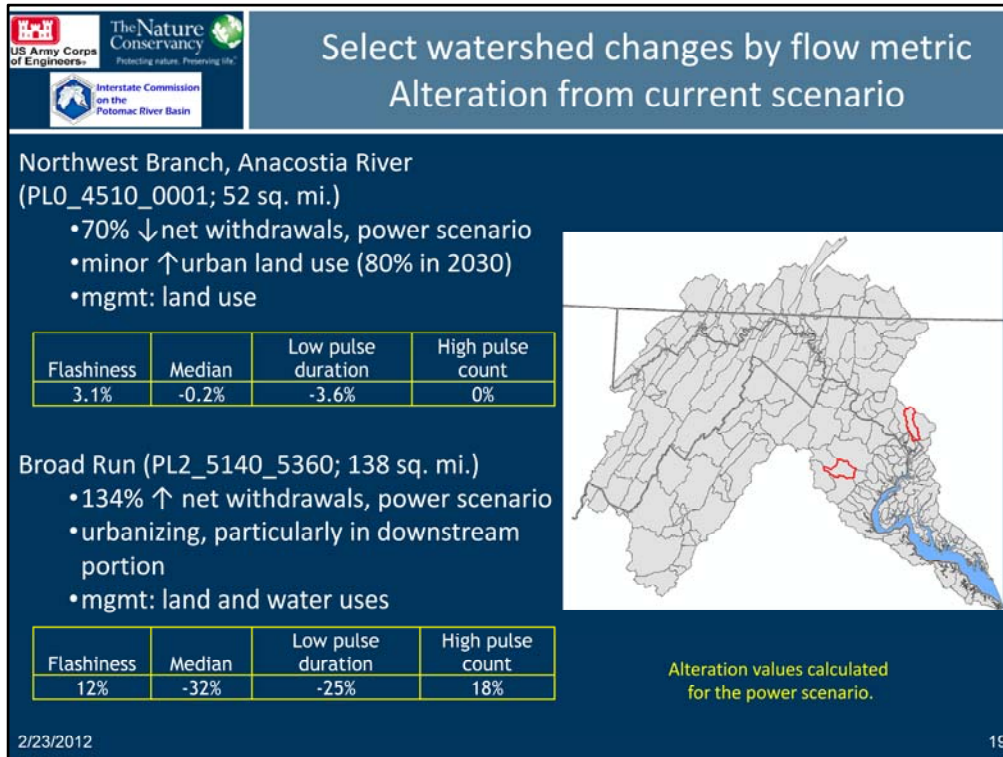 US Army Corps
of Engineers®
The Nature
Conservancy
Protecting nature. Preserving life.™
Interstate Commission
on the
Potomac River Basin
Select watershed changes by flow metric
Alteration from current scenario
Northwest Branch, Anacostia River
(PL0_4510_0001; 52 sq. mi.)
•70% ↓net withdrawals, power scenario
•minor ↑urban land use (80% in 2030)
•mgmt: land use
Flashiness Median Low pulse duration High pulse count
3.1% -0.2% -3.6% 0%
Broad Run (PL2_5140_5360; 138 sq. mi.)
•134% ↑ net withdrawals, power scenario
•urbanizing, particularly in downstream
portion
•mgmt: land and water uses
Flashiness Median Low pulse duration High pulse count
12% -32% -25% 18%
Alteration values calculated
for the power scenario.
2/23/2012
19